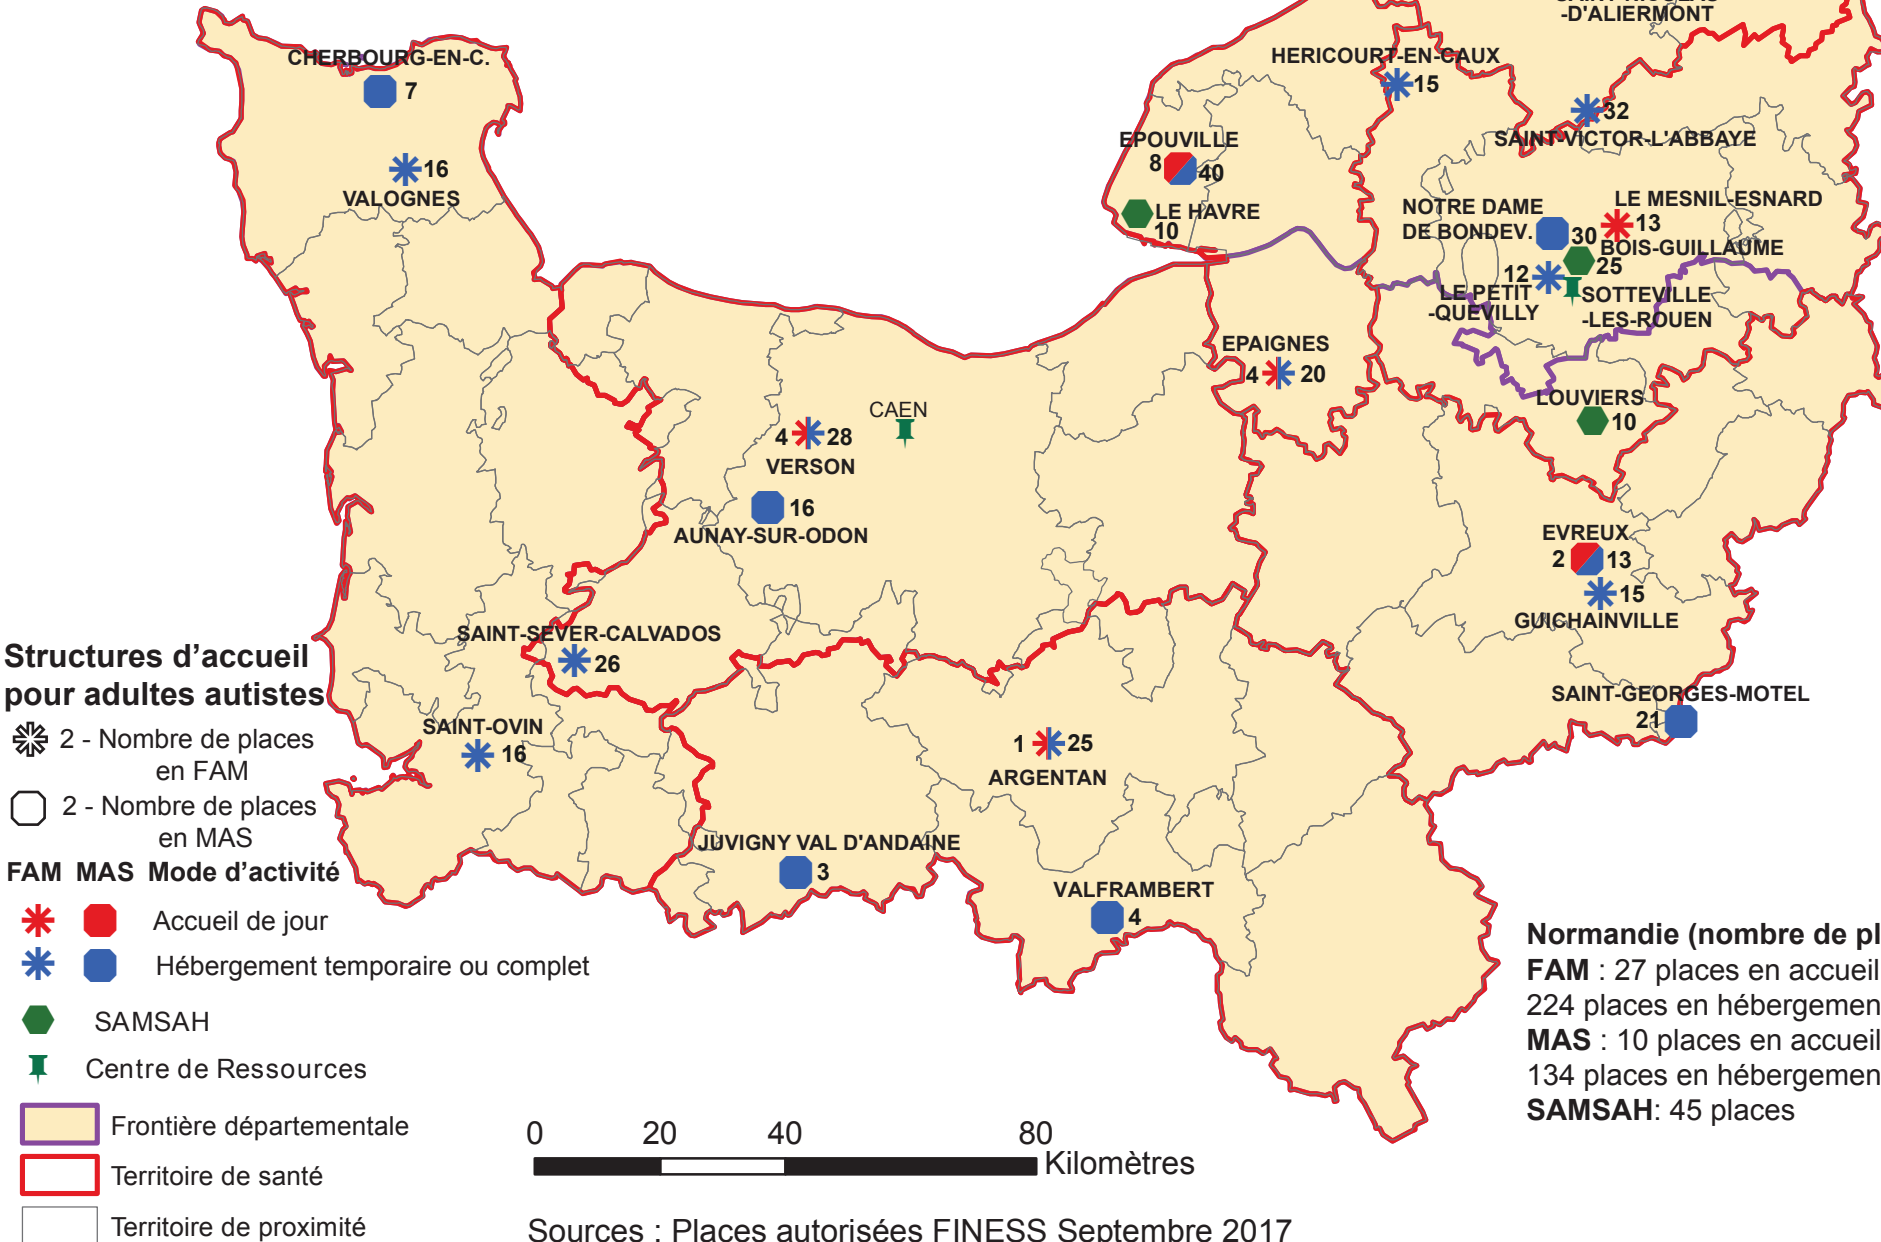 -D'ALIERMONT
CHERBOURG-EN-C.
7
16
VALOGNES
HERICOURT-EN-CAUX
15
32
SAINT-VICTOR-L'ABBAYE
EPOUVILLE
8 40
LE HAVRE
10
NOTRE DAME
DE BONDEV.
30
LE MESNIL-ESNARD
13
BOIS-GUILLAUME
25
12
LE PETIT
-QUEVILLY
SOTTEVILLE
-LES-ROUEN
EPAIGNES
4 20
LOUVIERS
10
CAEN
4 28
VERSON
16
AUNAY-SUR-ODON
EVREUX
2 13
15
GUICHAINVILLE
SAINT-SEVER-CALVADOS
26
SAINT-GEORGES-MOTEL
21
SAINT-OVIN
16
1 25
ARGENTAN
JUVIGNY VAL D'ANDAINE
3
VALFRAMBERT
4
Structures d’accueil
pour adultes autistes
2 - Nombre de places
en FAM
2 - Nombre de places
en MAS
FAM MAS Mode d’activité
Accueil de jour
Hébergement temporaire ou complet
SAMSAH
Centre de Ressources
Frontière départementale
Territoire de santé
Territoire de proximité
0 20 40 80
Kilomètres
Sources : Places autorisées FINESS Septembre 2017
Normandie (nombre de pl
FAM : 27 places en accueil
224 places en hébergemen
MAS : 10 places en accueil
134 places en hébergemen
SAMSAH: 45 places